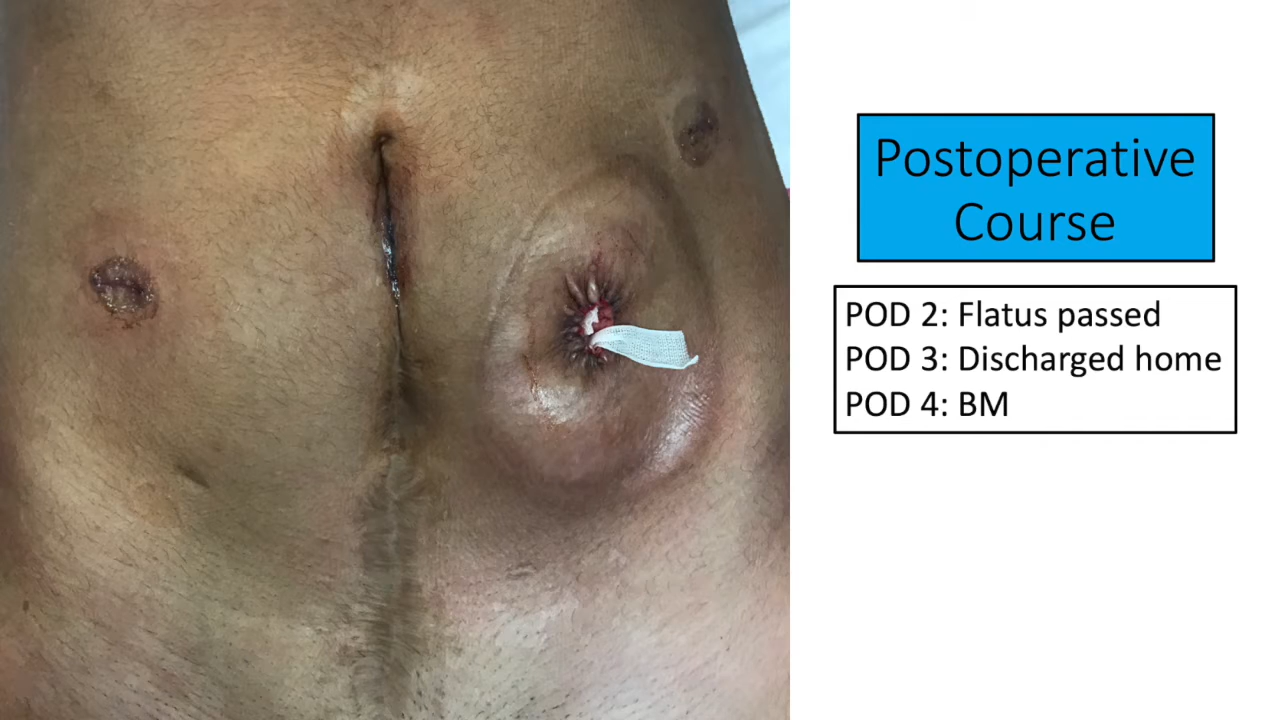 Postoperative
Course
POD 2: Flatus passed
POD 3: Discharged home
POD 4: BM